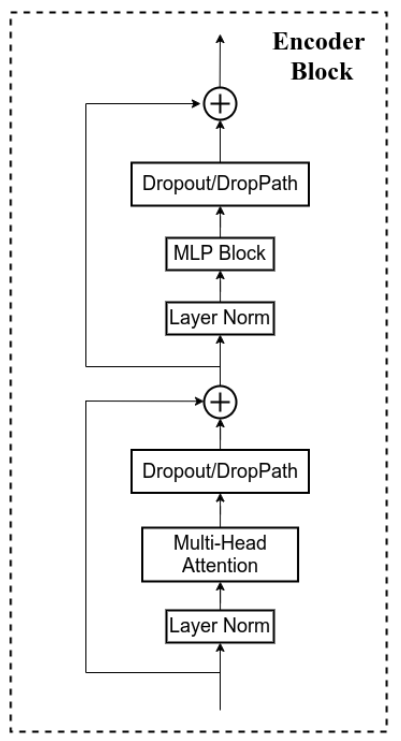 Encoder
Block
Dropout/DropPath
MLP Block
Layer Norm
Dropout/DropPath
Multi-Head
Attention
Layer Norm